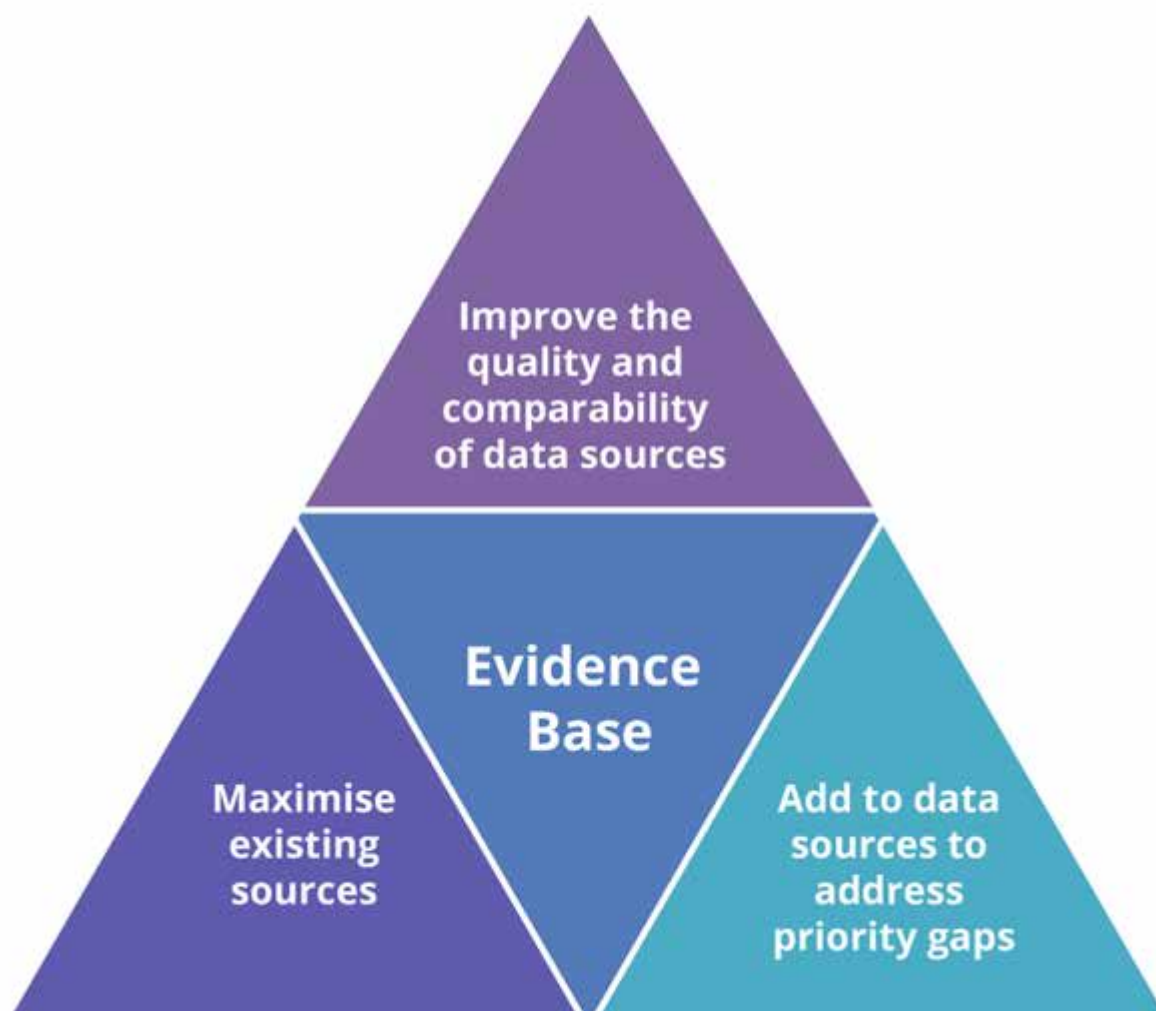 Improve the
quality and
comparability
of data sources
Evidence
Base
Maximise
existing
sources
Add to data
sources to
address
priority gaps